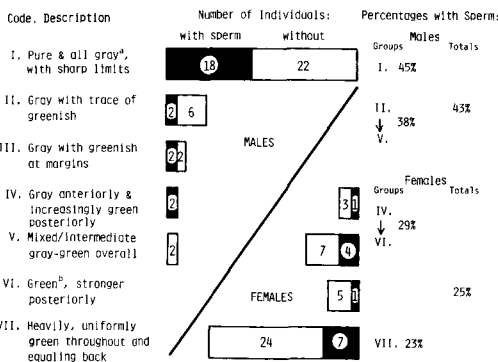 Code, Description Number of Individuals: Percentages with Sperm:
with sperm without Males
Groups Totals
I. Pure & all grayᵃ, with sharp limits 18 22 I. 45%
II. Gray with trace of greenish 2 6 II.
43%
↓ 38%
III. Gray with greenish at margins 2 2 MALES V.
Females
Groups Totals
IV. Gray anteriorly & increasingly green posteriorly 2 3 1 IV.
↓ 29%
V. Mixed/intermediate gray-green overall 2 7 4 VI.
VI. Greenᵇ, stronger posteriorly FEMALES 5 1 25%
VII. Heavily, uniformly green throughout and equaling back 24 7 VII. 23%